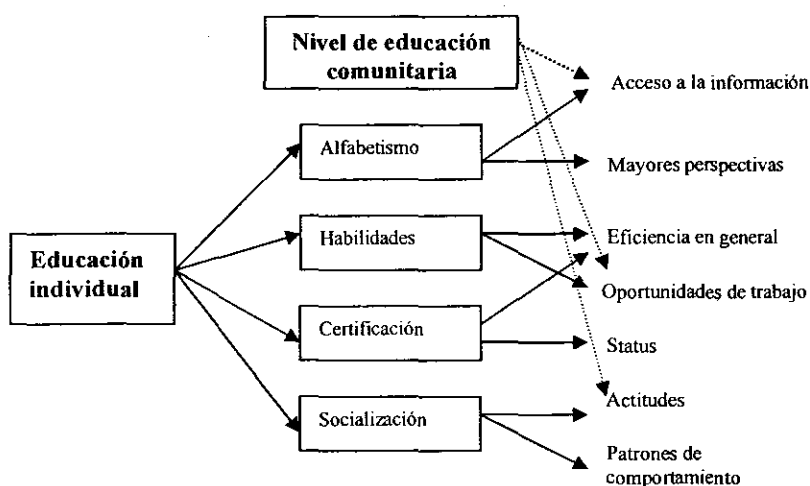 Nivel de educación
comunitaria
Acceso a la información
Alfabetismo
Mayores perspectivas
Habilidades
Eficiencia en general
Educación
individual
Oportunidades de trabajo
Certificación
Status
Socialización
Actitudes
Patrones de
comportamiento